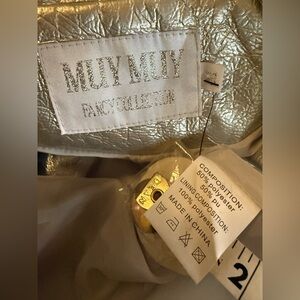 MUY MUY
FANCY COLLECTION
COMPOSITION:
50% polyester
50% pu
LINING COMPOSITION:
100% polyester
MADE IN CHINA
2